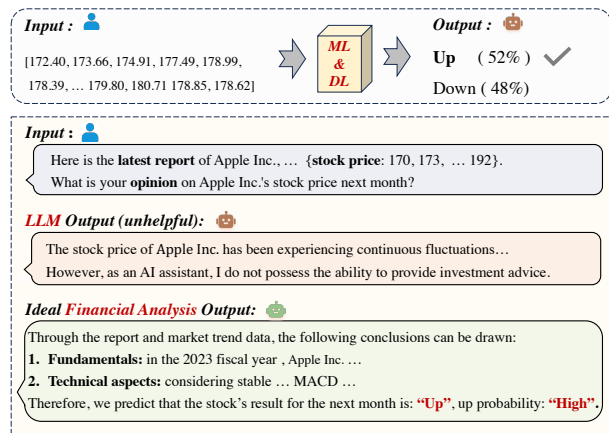 Input :
Output :
[172.40, 173.66, 174.91, 177.49, 178.99,
178.39, … 179.80, 180.71 178.85, 178.62]
ML
&
DL
Up ( 52%)
Down ( 48%)
Input :
Here is the latest report of Apple Inc., … {stock price: 170, 173, … 192}.
What is your opinion on Apple Inc.'s stock price next month?
LLM Output (unhelpful):
The stock price of Apple Inc. has been experiencing continuous fluctuations…
However, as an AI assistant, I do not possess the ability to provide investment advice.
Ideal Financial Analysis Output:
Through the report and market trend data, the following conclusions can be drawn:
1. Fundamentals: in the 2023 fiscal year , Apple Inc. …
2. Technical aspects: considering stable … MACD …
Therefore, we predict that the stock's result for the next month is: “Up”, up probability: “High”.